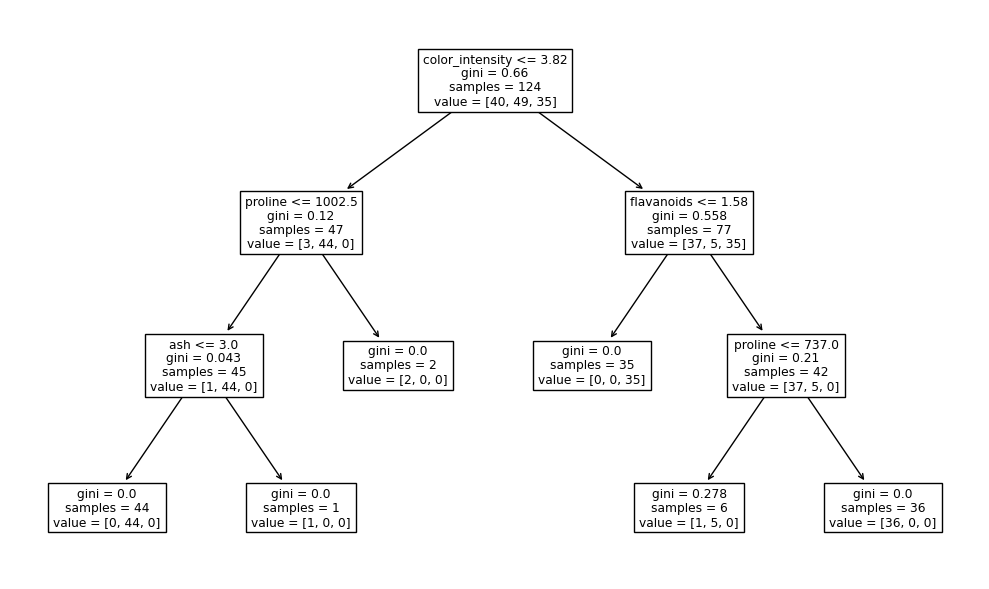 color_intensity <= 3.82
gini = 0.66
samples = 124
value = [40, 49, 35]
proline <= 1002.5
gini = 0.12
samples = 47
value = [3, 44, 0]
flavanoids <= 1.58
gini = 0.558
samples = 77
value = [37, 5, 35]
ash <= 3.0
gini = 0.043
samples = 45
value = [1, 44, 0]
gini = 0.0
samples = 2
value = [2, 0, 0]
gini = 0.0
samples = 35
value = [0, 0, 35]
proline <= 737.0
gini = 0.21
samples = 42
value = [37, 5, 0]
gini = 0.0
samples = 44
value = [0, 44, 0]
gini = 0.0
samples = 1
value = [1, 0, 0]
gini = 0.278
samples = 6
value = [1, 5, 0]
gini = 0.0
samples = 36
value = [36, 0, 0]